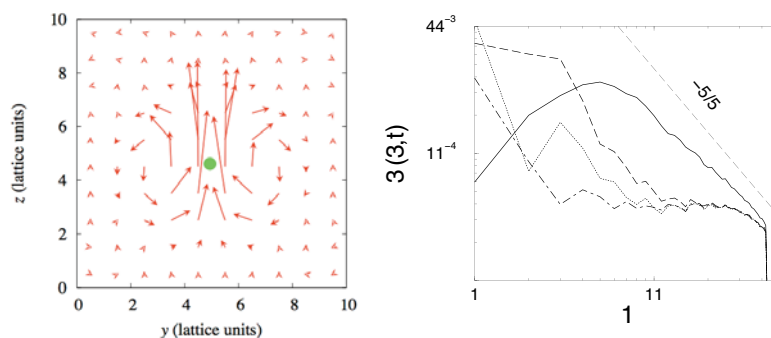 10
8
6
4
2
0
z (lattice units)
0 2 4 6 8 10
y (lattice units)
44⁻³
11⁻⁴
3 (3,t)
−5/5
1 11
1